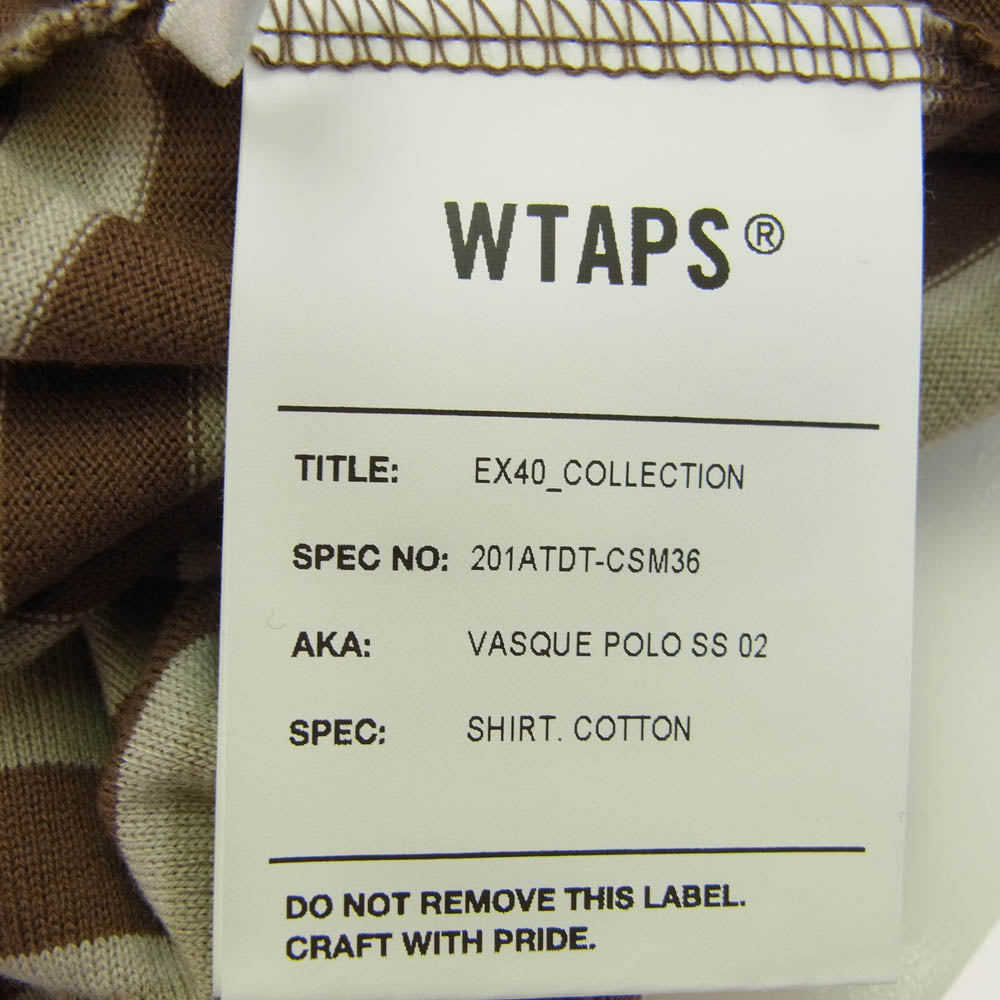 WTAPS®
TITLE: EX40_COLLECTION
SPEC NO: 201ATDT-CSM36
AKA: VASQUE POLO SS 02
SPEC: SHIRT. COTTON
DO NOT REMOVE THIS LABEL.
CRAFT WITH PRIDE.